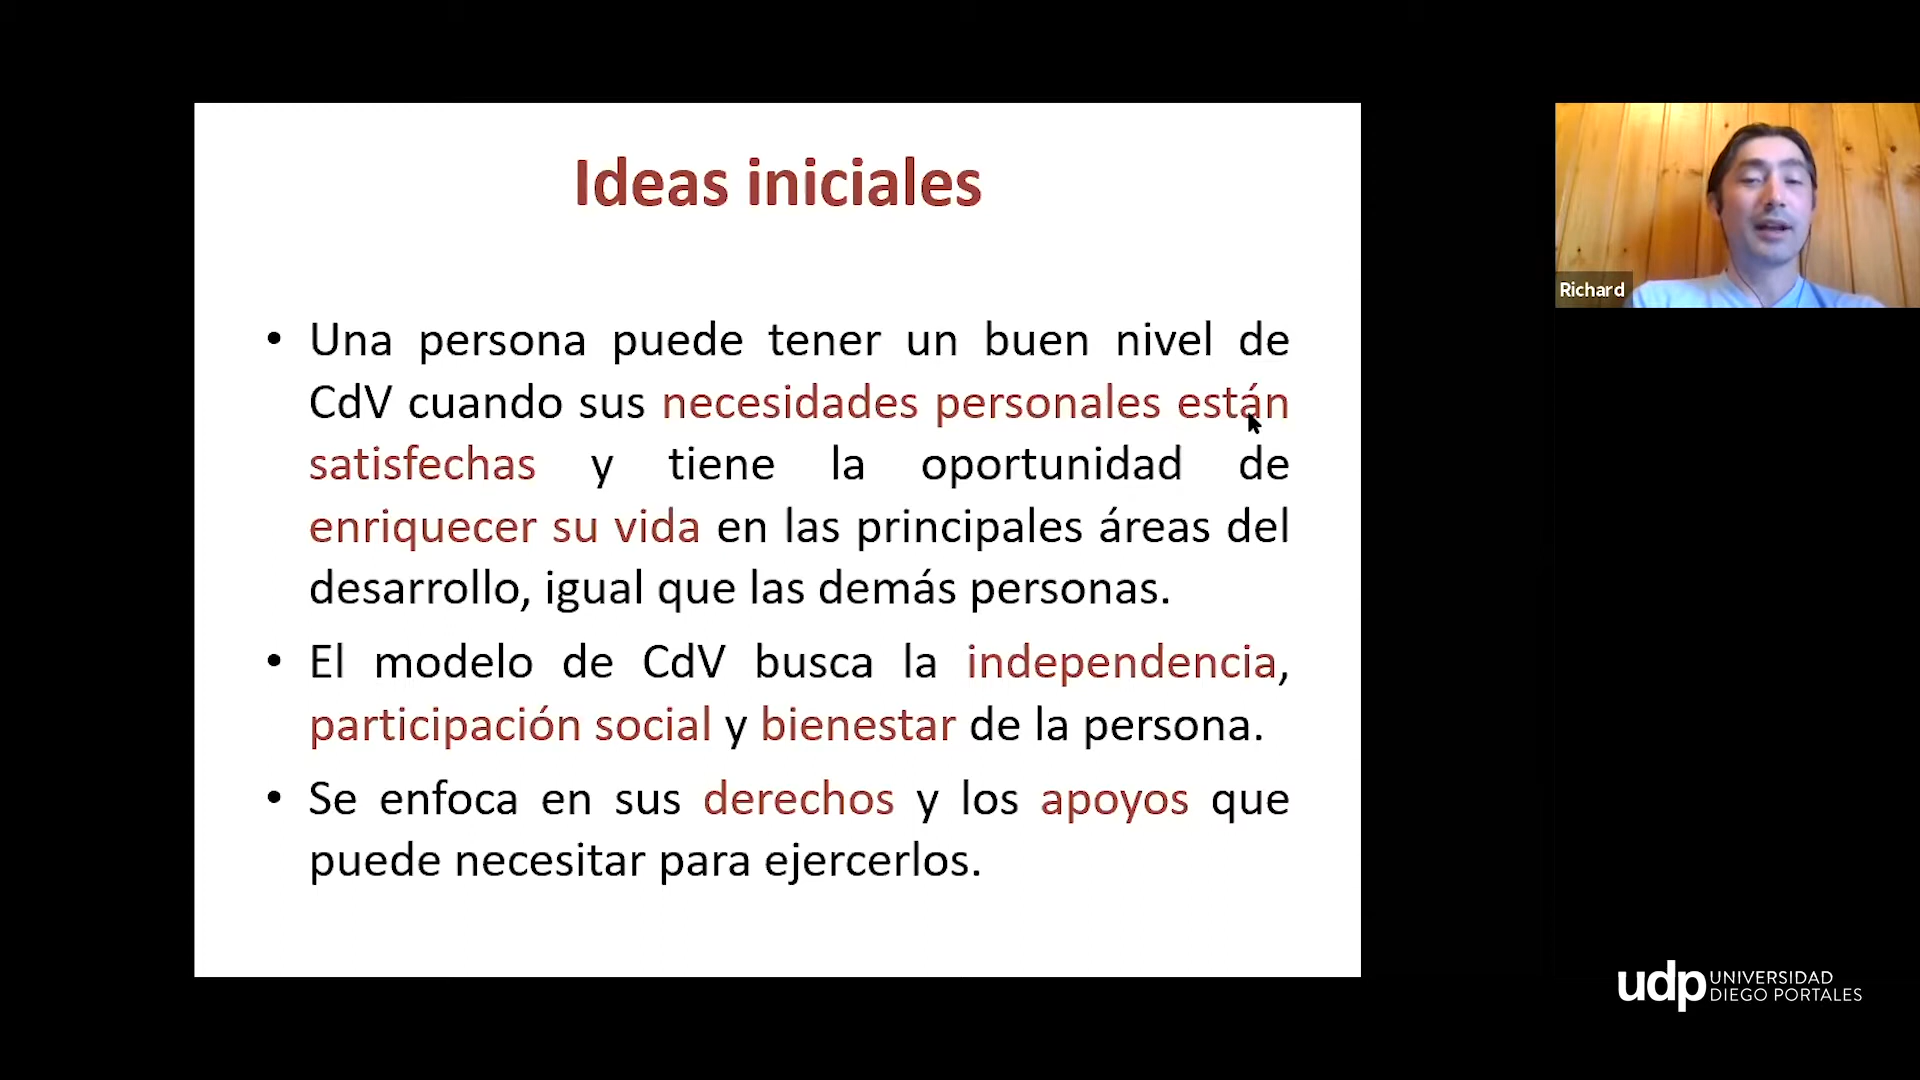 Ideas iniciales
• Una persona puede tener un buen nivel de
CdV cuando sus necesidades personales están
satisfechas y tiene la oportunidad de
enriquecer su vida en las principales áreas del
desarrollo, igual que las demás personas.
• El modelo de CdV busca la independencia,
participación social y bienestar de la persona.
• Se enfoca en sus derechos y los apoyos que
puede necesitar para ejercerlos.
Richard
udp UNIVERSIDAD
DIEGO PORTALES